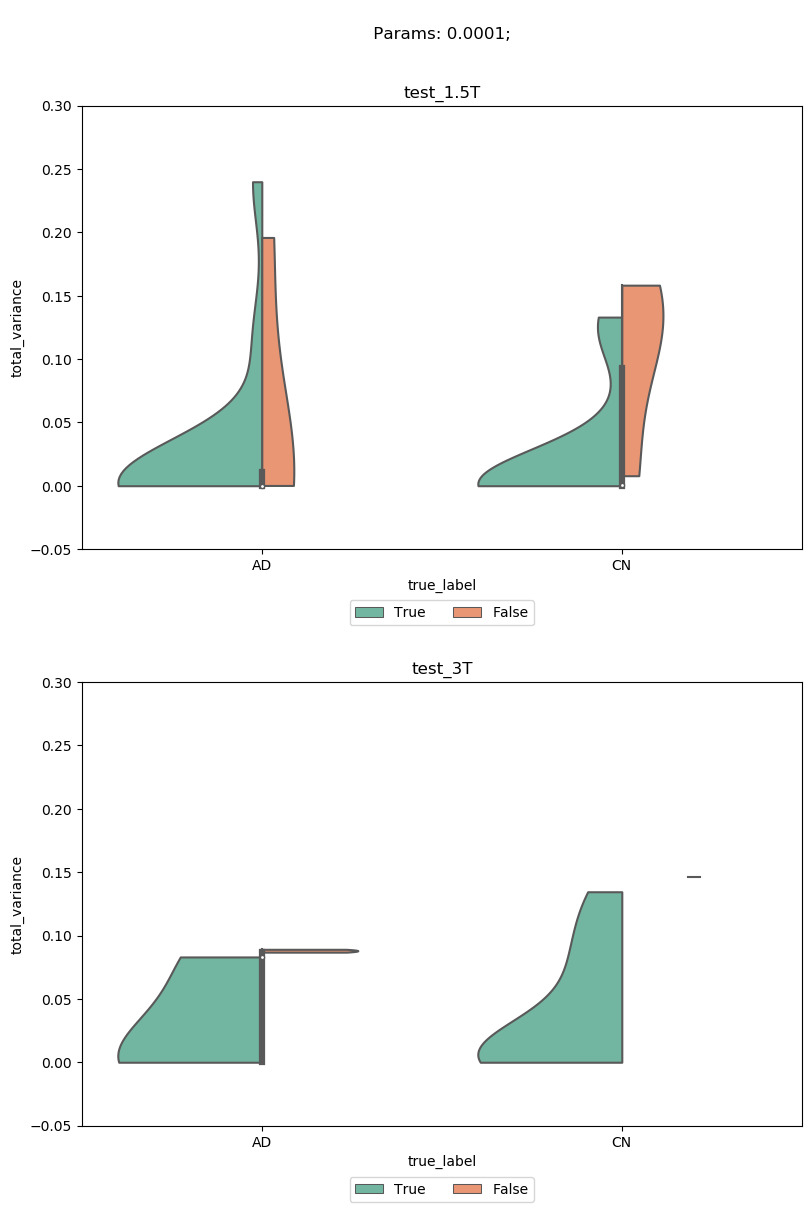 Params: 0.0001;
test_1.5T
0.30
0.25
0.20
0.15
0.10
0.05
0.00
−0.05
total_variance
AD CN
true_label
True False
test_3T
0.30
0.25
0.20
0.15
0.10
0.05
0.00
−0.05
total_variance
AD CN
true_label
True False